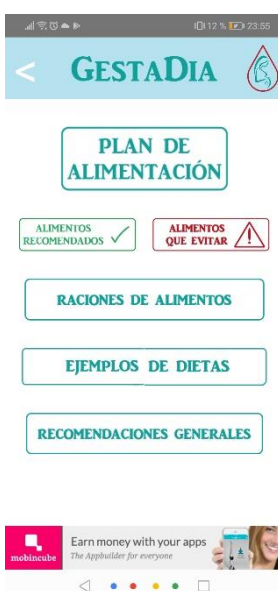 12 % 23:55
< GESTADIA
PLAN DE
ALIMENTACIÓN
ALIMENTOS
RECOMENDADOS
ALIMENTOS
QUE EVITAR
RACIONES DE ALIMENTOS
EJEMPLOS DE DIETAS
RECOMENDACIONES GENERALES
mobincube
Earn money with your apps
The Appbuilder for everyone